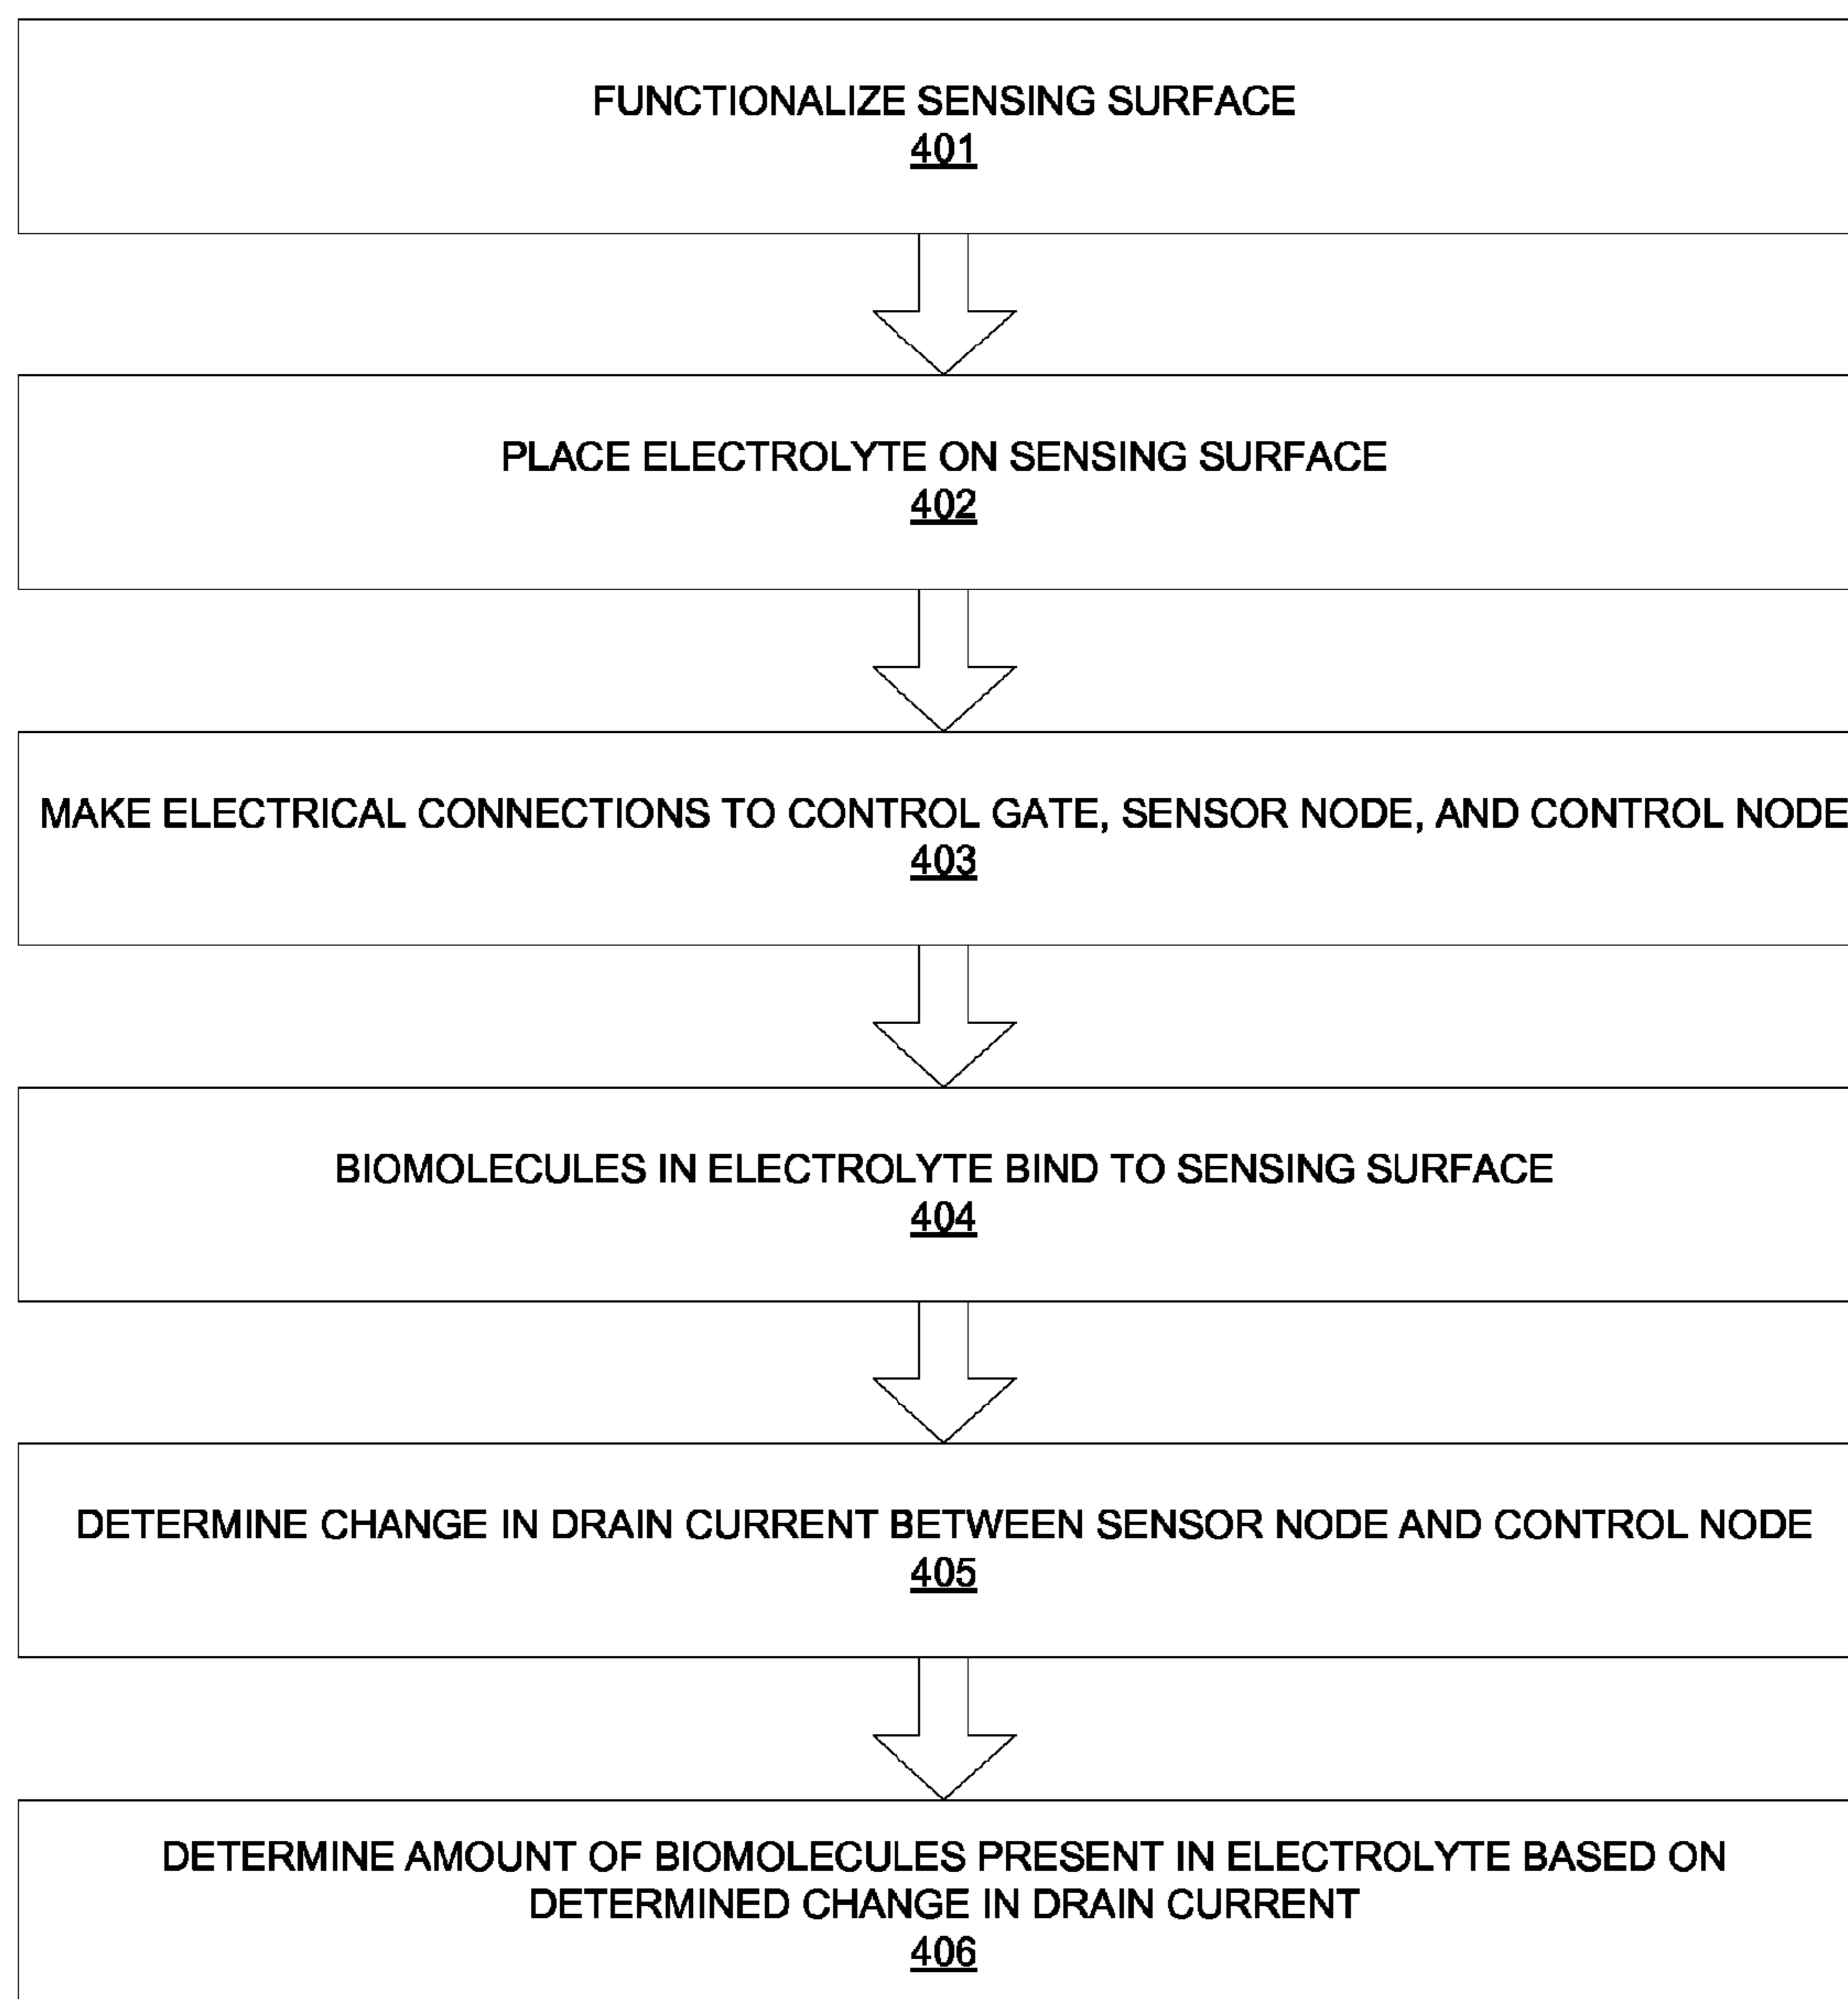 FUNCTIONALIZE SENSING SURFACE
401
PLACE ELECTROLYTE ON SENSING SURFACE
402
MAKE ELECTRICAL CONNECTIONS TO CONTROL GATE, SENSOR NODE, AND CONTROL NODE
403
BIOMOLECULES IN ELECTROLYTE BIND TO SENSING SURFACE
404
DETERMINE CHANGE IN DRAIN CURRENT BETWEEN SENSOR NODE AND CONTROL NODE
405
DETERMINE AMOUNT OF BIOMOLECULES PRESENT IN ELECTROLYTE BASED ON
DETERMINED CHANGE IN DRAIN CURRENT
406